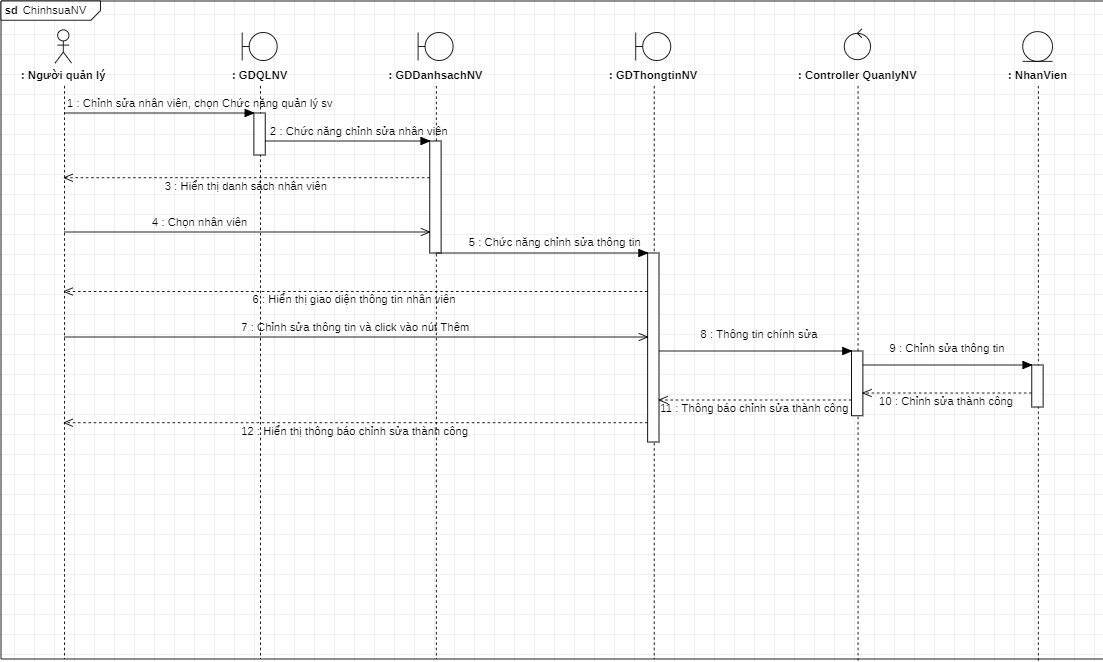 sd ChinhsuaNV
: Người quản lý
: GDQLNV
: GDDanhsachNV
: GDThongtinNV
: Controller QuanlyNV
: NhanVien
1 : Chỉnh sửa nhân viên, chọn Chức năng quản lý sv
2 : Chức năng chỉnh sửa nhân viên
3 : Hiển thị danh sách nhân viên
4 : Chọn nhân viên
5 : Chức năng chỉnh sửa thông tin
6 : Hiển thị giao diện thông tin nhân viên
7 : Chỉnh sửa thông tin và click vào nút Thêm
8 : Thông tin chính sửa
9 : Chỉnh sửa thông tin
10 : Chỉnh sửa thành công
11 : Thông báo chỉnh sửa thành công
12 : Hiển thị thông báo chỉnh sửa thành công